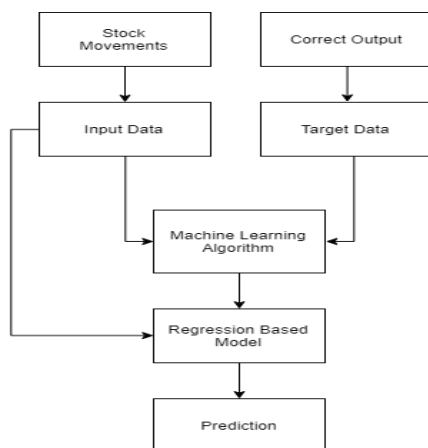 Stock
Movements
Correct Output
Input Data
Target Data
Machine Learning
Algorithm
Regression Based
Model
Prediction